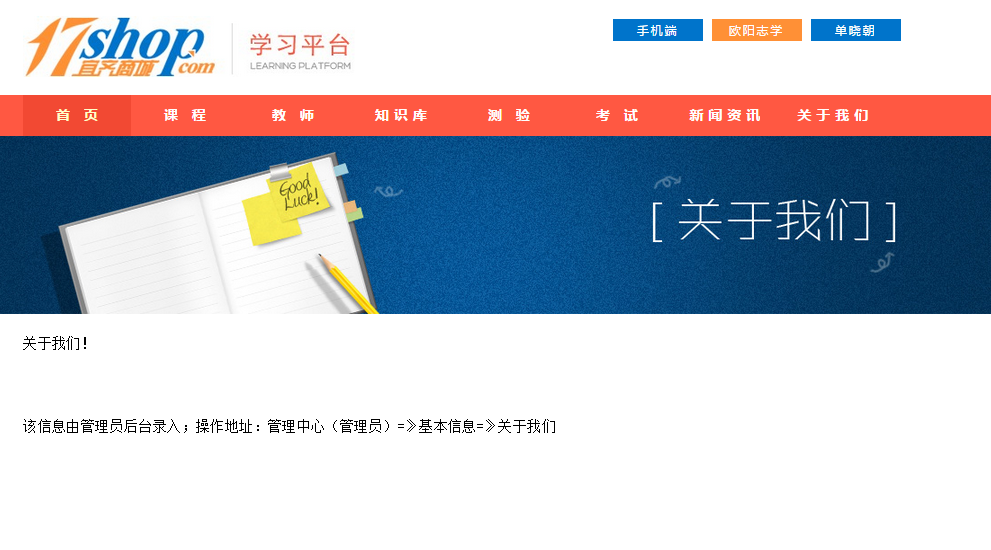 17shop.com
宜齐商城
学习平台
LEARNING PLATFORM
手机端 欧阳志学 单晓朝
首 页 课 程 教 师 知识库 测 验 考 试 新闻资讯 关于我们
Good
Luck!
[ 关于我们 ]
关于我们！
该信息由管理员后台录入；操作地址：管理中心（管理员）=》基本信息=》关于我们